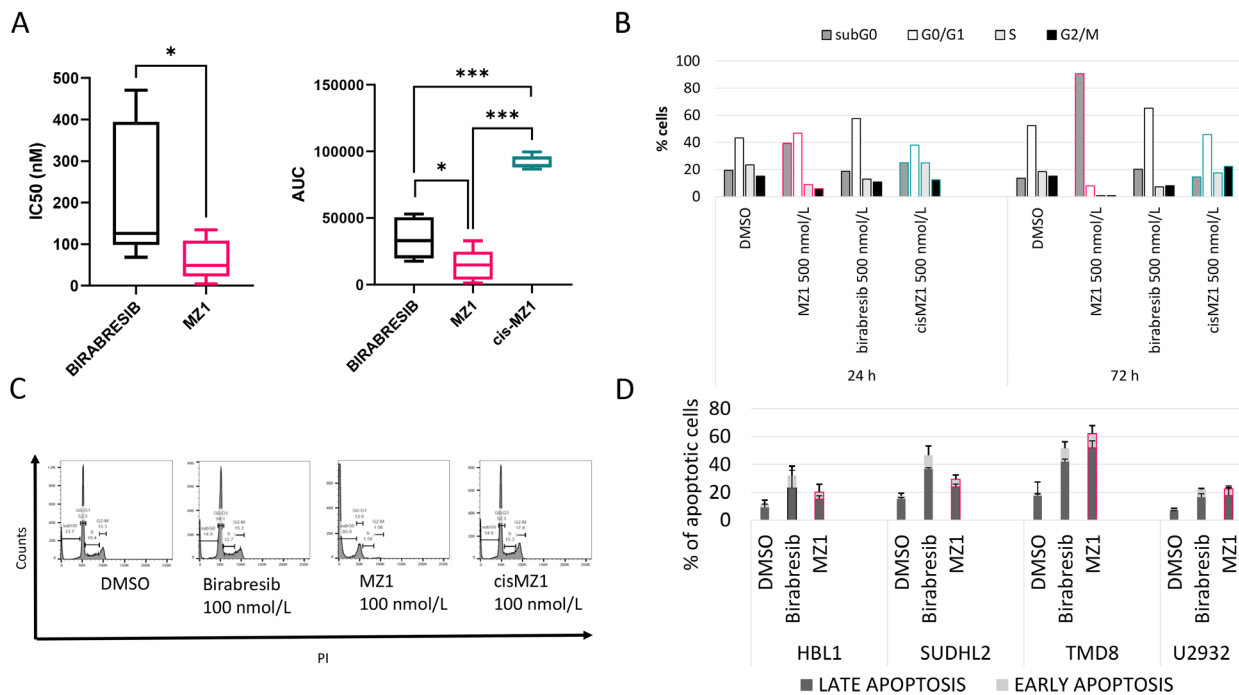 A
*
IC50 (nM)
500
400
300
200
100
0
BIRABRESIB
MZ1
***
***
*
AUC
150000
100000
50000
0
BIRABRESIB
MZ1
cis-MZ1
B
subG0 G0/G1 S G2/M
% cells
100
80
60
40
20
0
DMSO
MZ1 500 nmol/L
birabresib 500 nmol/L
cisMZ1 500 nmol/L
DMSO
MZ1 500 nmol/L
birabresib 500 nmol/L
cisMZ1 500 nmol/L
24 h 72 h
C
Counts
DMSO
Birabresib
100 nmol/L
MZ1
100 nmol/L
cisMZ1
100 nmol/L
PI
D
% of apoptotic cells
80
60
40
20
0
DMSO
Birabresib
MZ1
DMSO
Birabresib
MZ1
DMSO
Birabresib
MZ1
DMSO
Birabresib
MZ1
HBL1 SUDHL2 TMD8 U2932
LATE APOPTOSIS EARLY APOPTOSIS